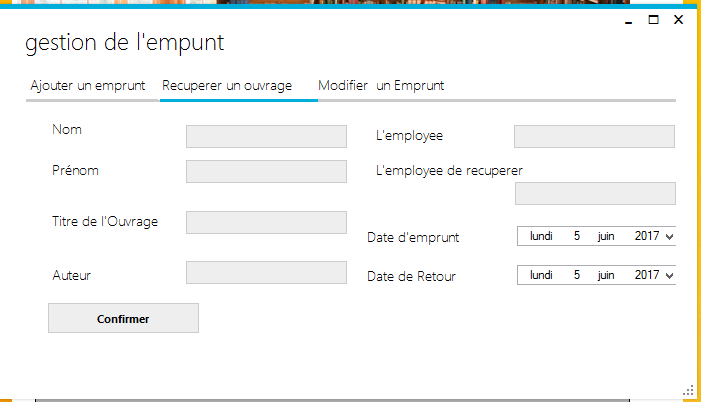 gestion de l'empunt
Ajouter un emprunt Recuperer un ouvrage Modifier un Emprunt
Nom
L'employee
Prénom
L'employee de recuperer
Titre de l'Ouvrage
Date d'emprunt lundi 5 juin 2017
Auteur
Date de Retour lundi 5 juin 2017
Confirmer